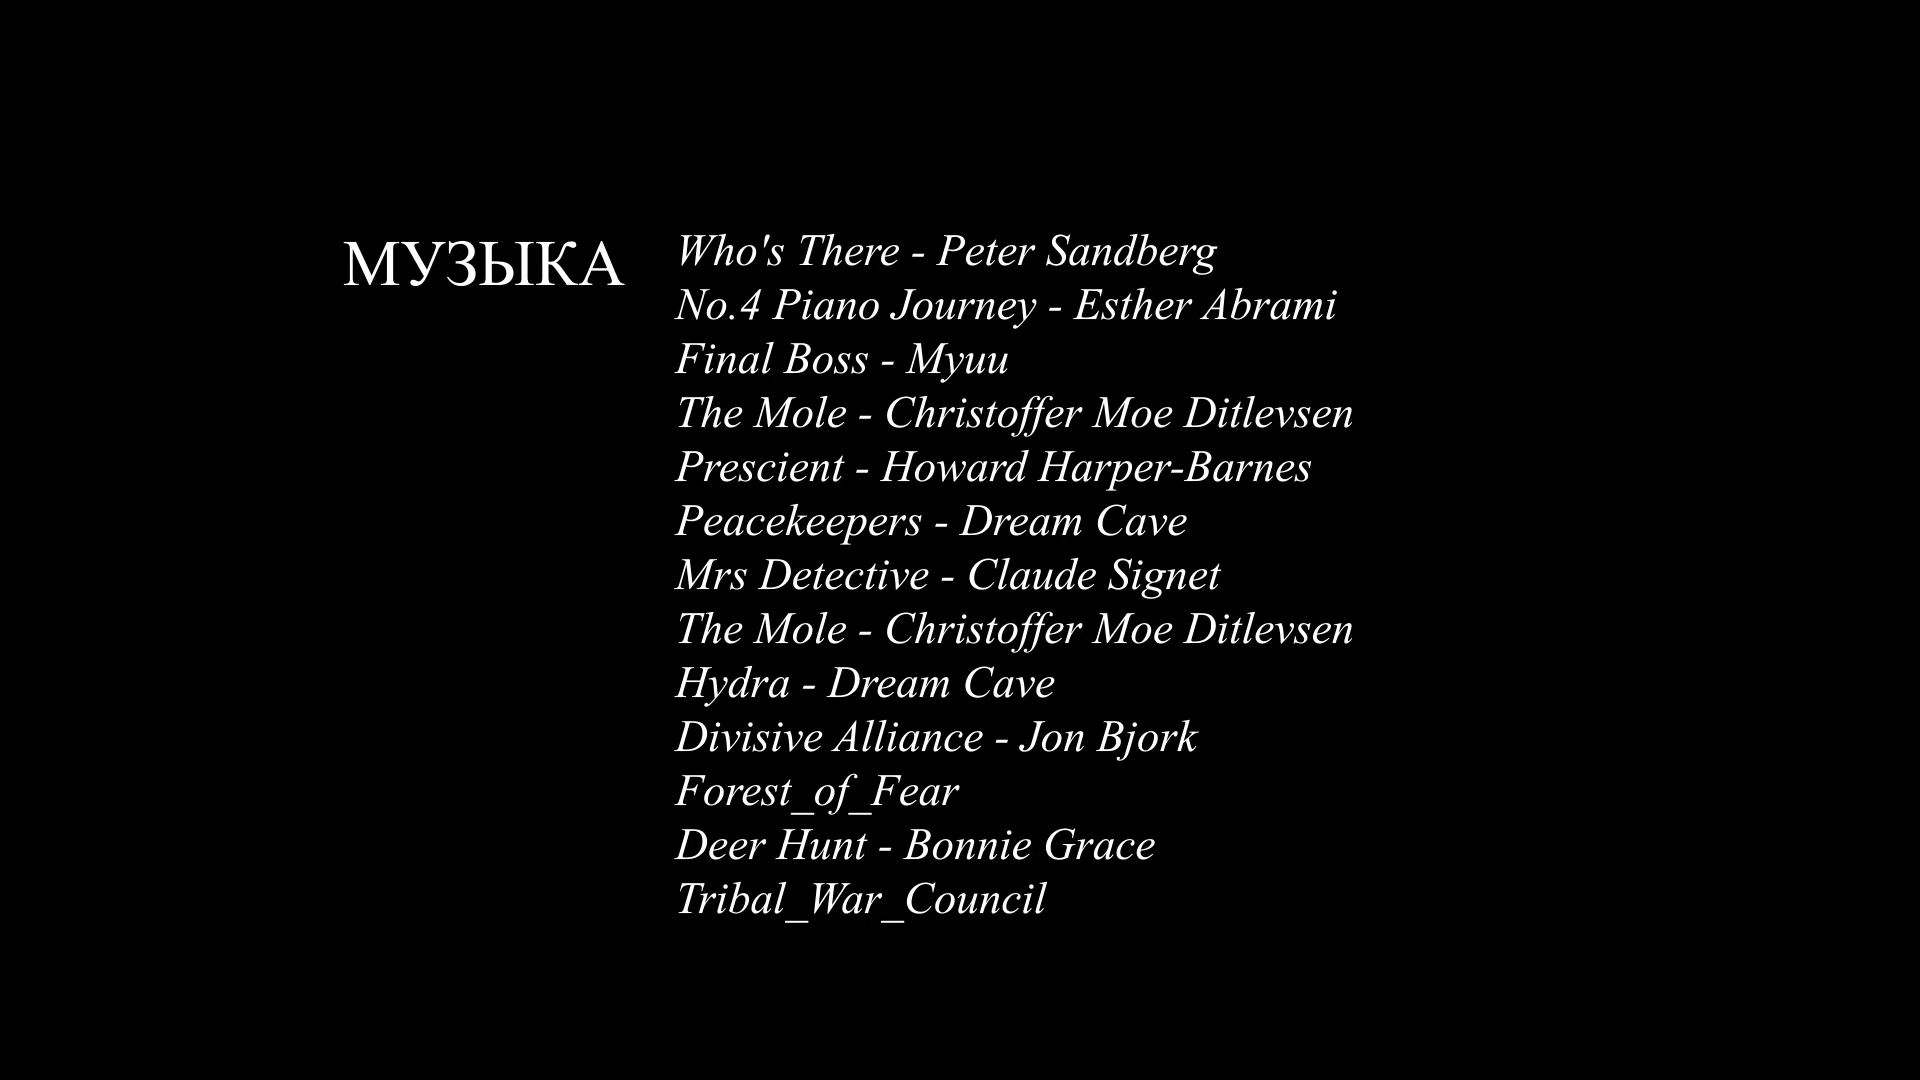 МУЗЫКА
Who's There - Peter Sandberg
No.4 Piano Journey - Esther Abrami
Final Boss - Myuu
The Mole - Christoffer Moe Ditlevsen
Prescient - Howard Harper-Barnes
Peacekeepers - Dream Cave
Mrs Detective - Claude Signet
The Mole - Christoffer Moe Ditlevsen
Hydra - Dream Cave
Divisive Alliance - Jon Bjork
Forest_of_Fear
Deer Hunt - Bonnie Grace
Tribal_War_Council